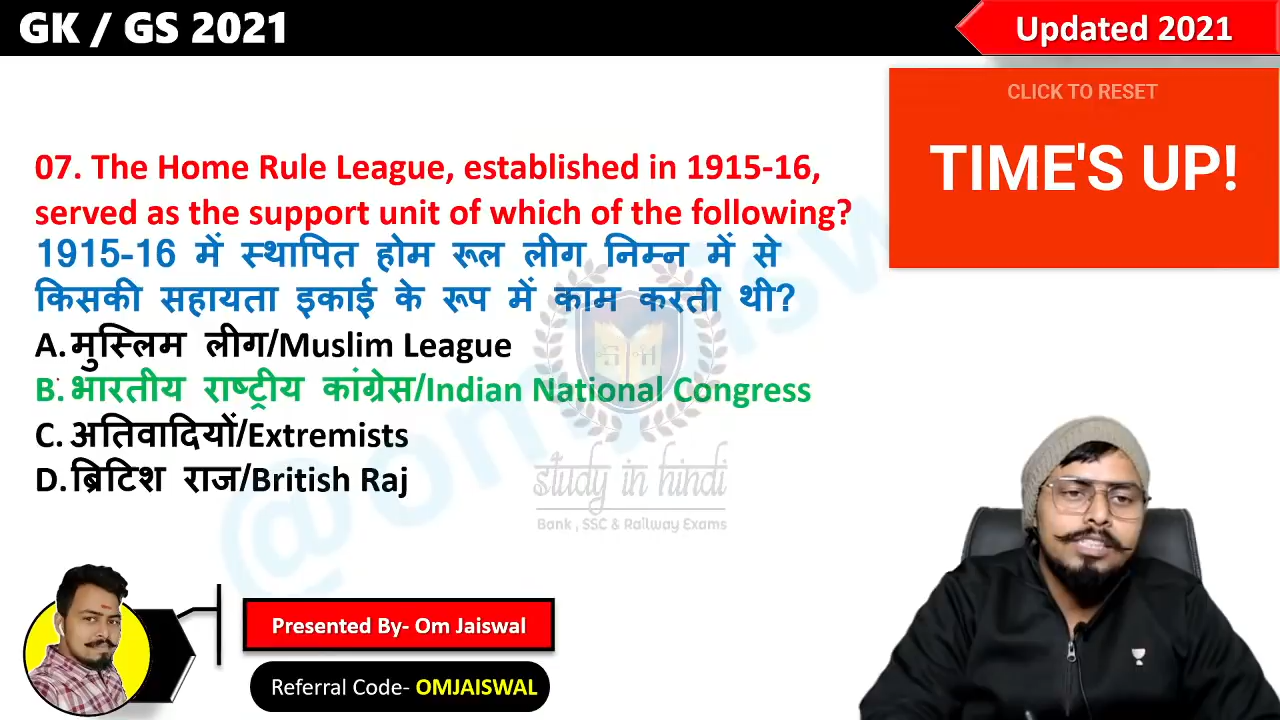 GK / GS 2021
Updated 2021
CLICK TO RESET
TIME'S UP!
07. The Home Rule League, established in 1915-16,
served as the support unit of which of the following?
1915-16 में स्थापित होम रूल लीग निम्न में से
किसकी सहायता इकाई के रूप में काम करती थी?
A. मुस्लिम लीग/Muslim League
B. भारतीय राष्ट्रीय कांग्रेस/Indian National Congress
C. अतिवादियों/Extremists
D. ब्रिटिश राज/British Raj
study in hindi
Bank , SSC & Railway Exams
Presented By- Om Jaiswal
Referral Code- OMJAISWAL